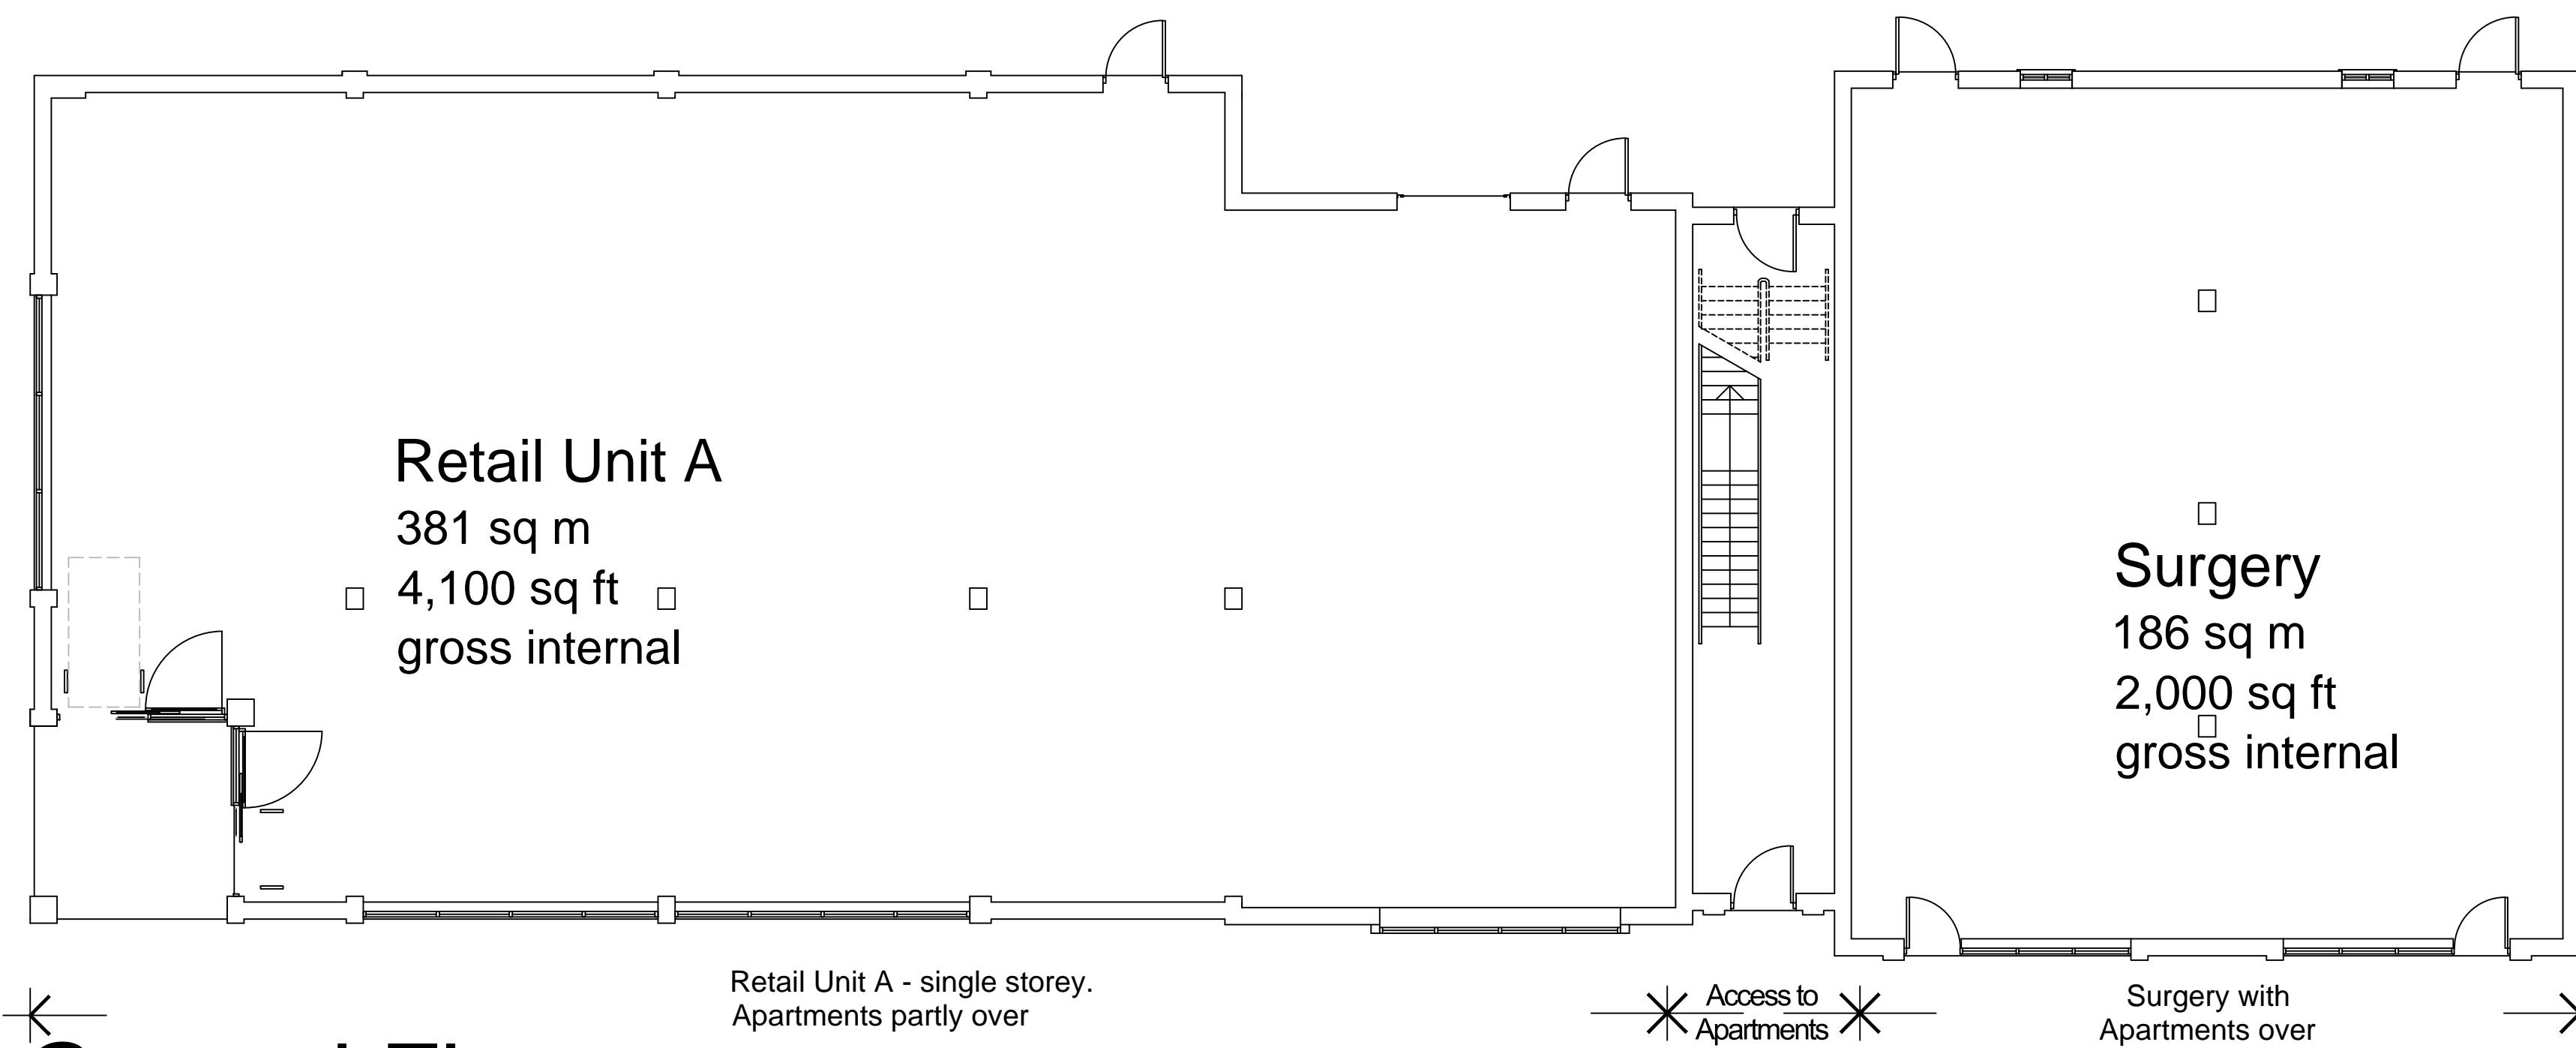 Retail Unit A
381 sq m
4,100 sq ft
gross internal
Surgery
186 sq m
2,000 sq ft
gross internal
Retail Unit A - single storey.
Apartments partly over
Access to
Apartments
Surgery with
Apartments over